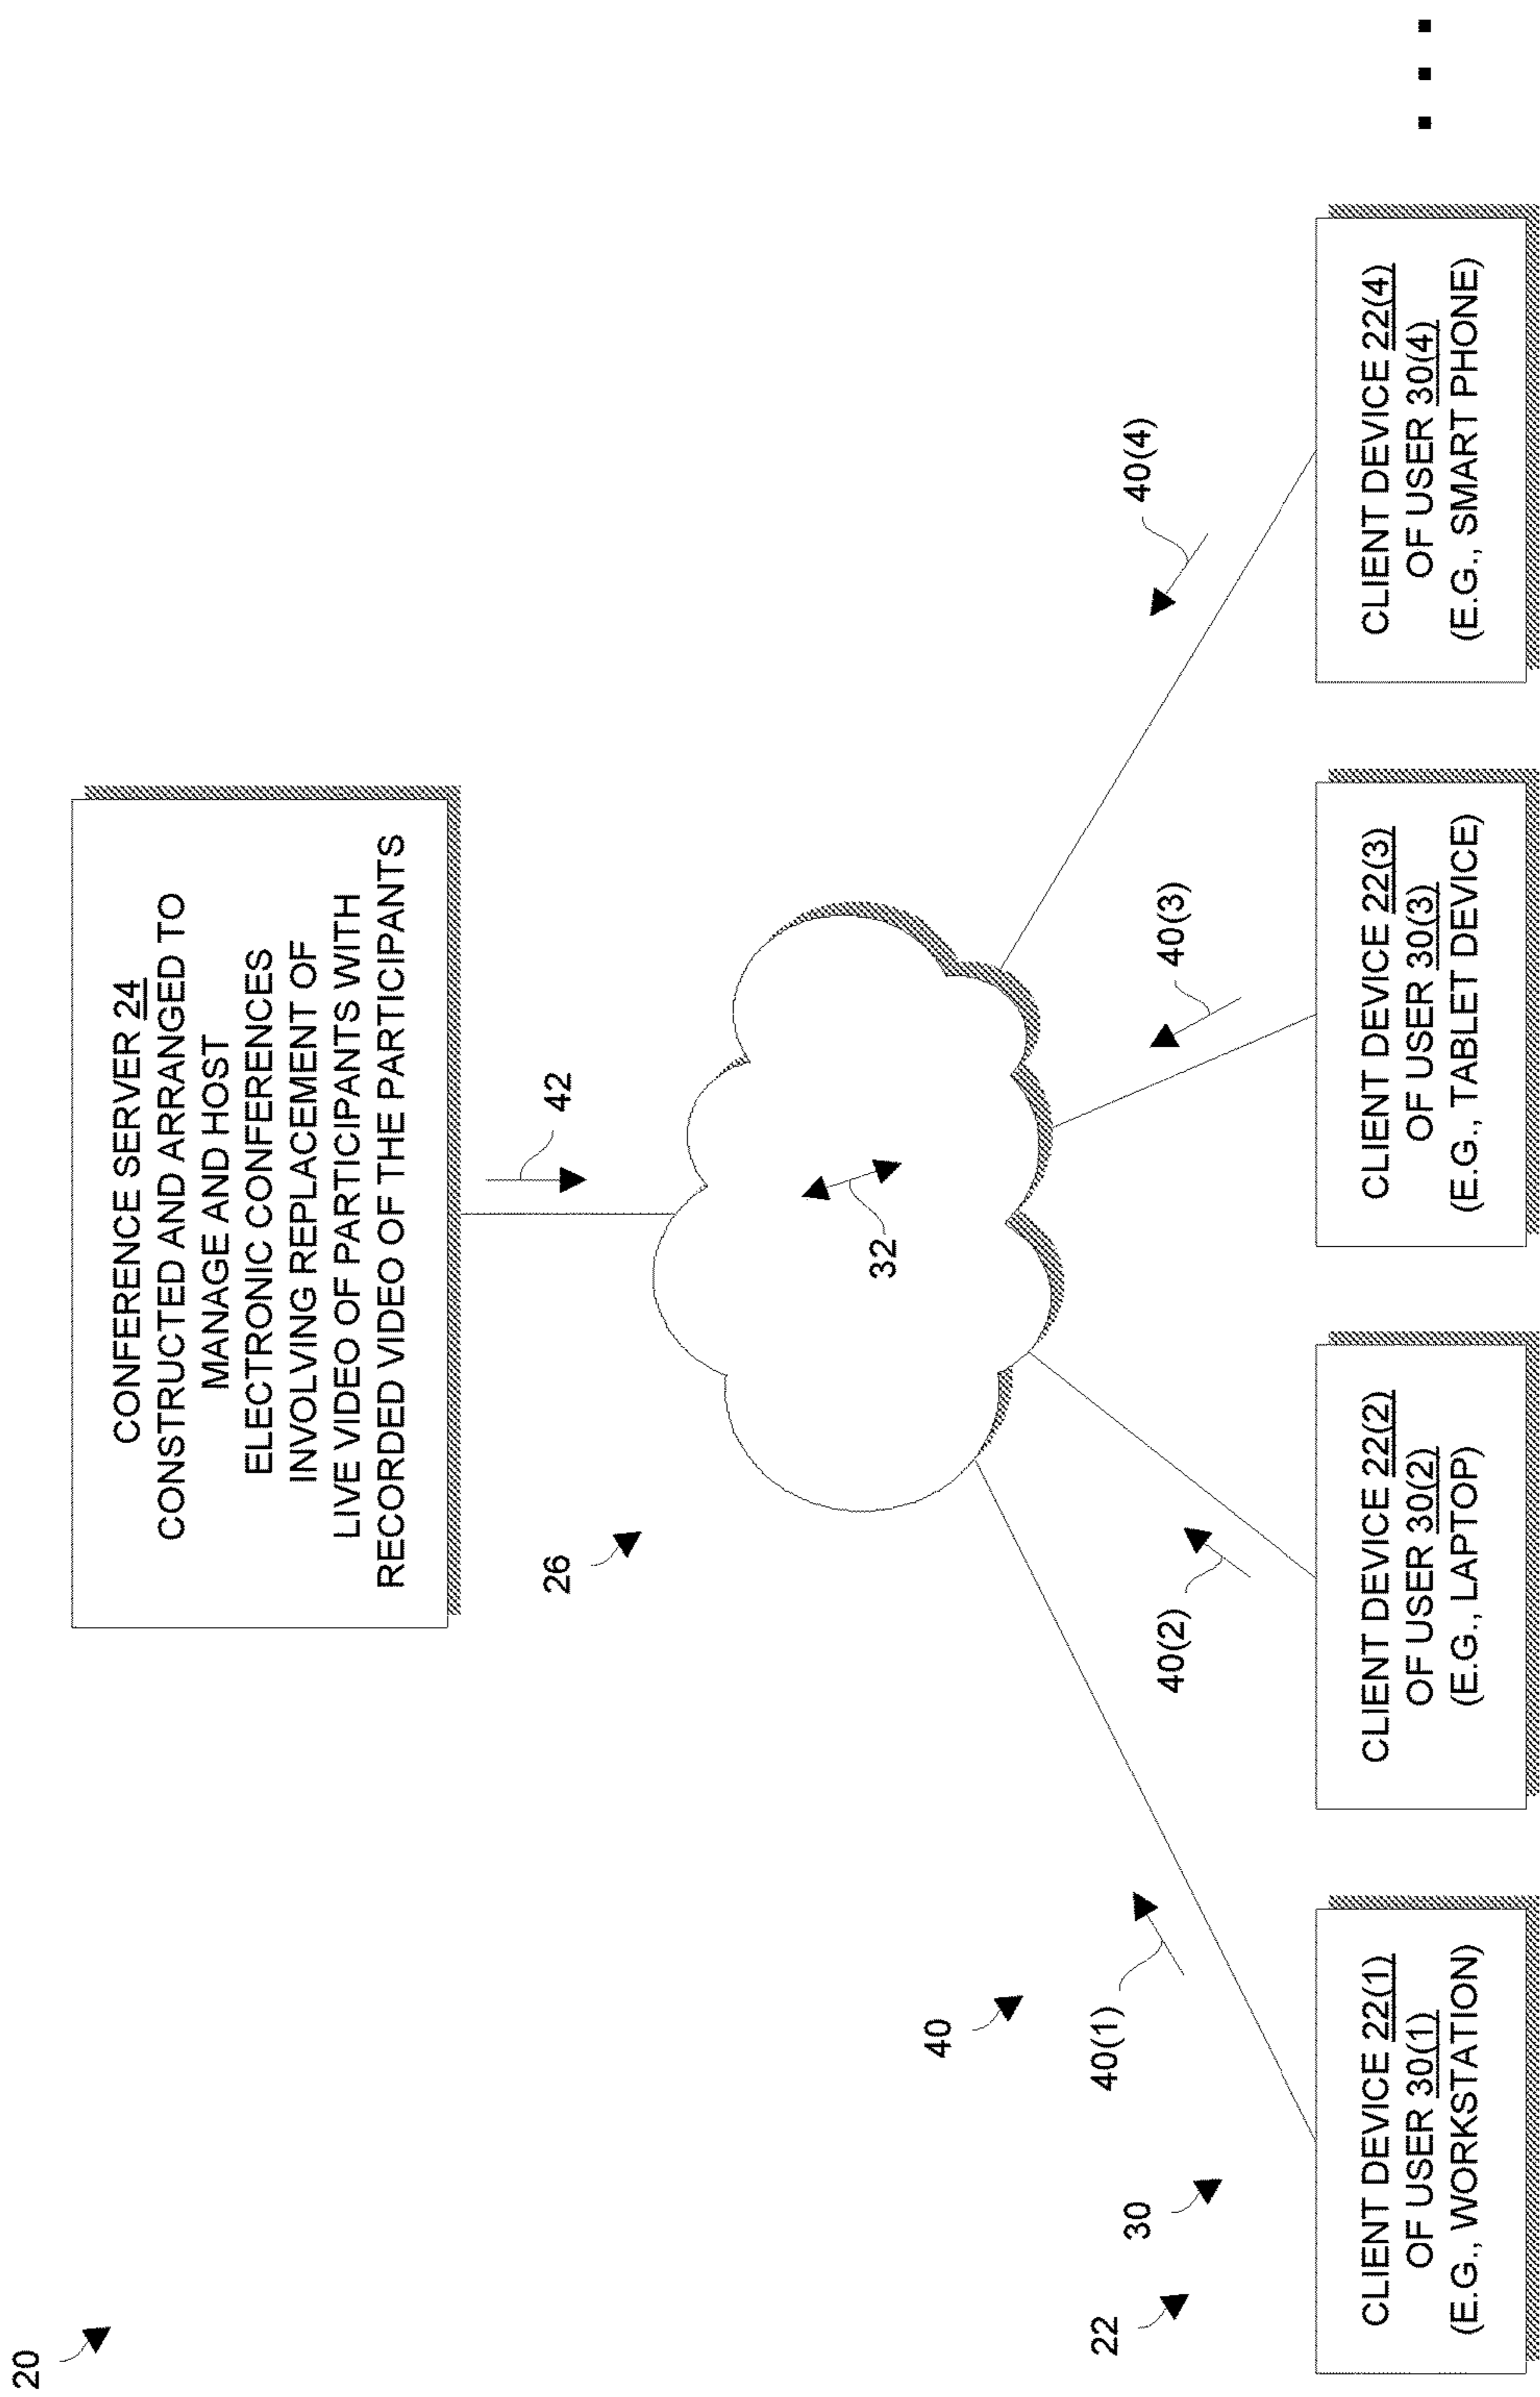 20
CONFERENCE SERVER 24
CONSTRUCTED AND ARRANGED TO
MANAGE AND HOST
ELECTRONIC CONFERENCES
INVOLVING REPLACEMENT OF
LIVE VIDEO OF PARTICIPANTS WITH
RECORDED VIDEO OF THE PARTICIPANTS
42
26
32
40
40(1)
40(2)
40(3)
40(4)
30
22
CLIENT DEVICE 22(1)
OF USER 30(1)
(E.G., WORKSTATION)
CLIENT DEVICE 22(2)
OF USER 30(2)
(E.G., LAPTOP)
CLIENT DEVICE 22(3)
OF USER 30(3)
(E.G., TABLET DEVICE)
CLIENT DEVICE 22(4)
OF USER 30(4)
(E.G., SMART PHONE)